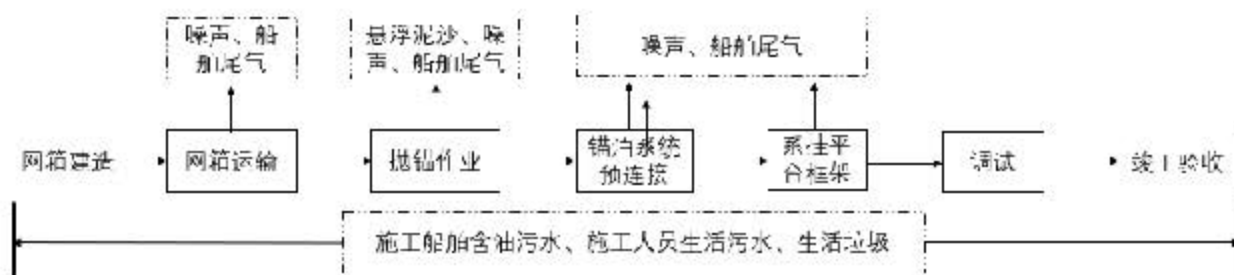 噪声、船
舶尾气
悬浮泥沙、噪
声、船舶尾气
噪声、船舶尾气
网箱建造
网箱运输
抛锚作业
锚泊系统
预连接
系挂平
台框架
调试
竣工验收
施工船舶含油污水、施工人员生活污水、生活垃圾